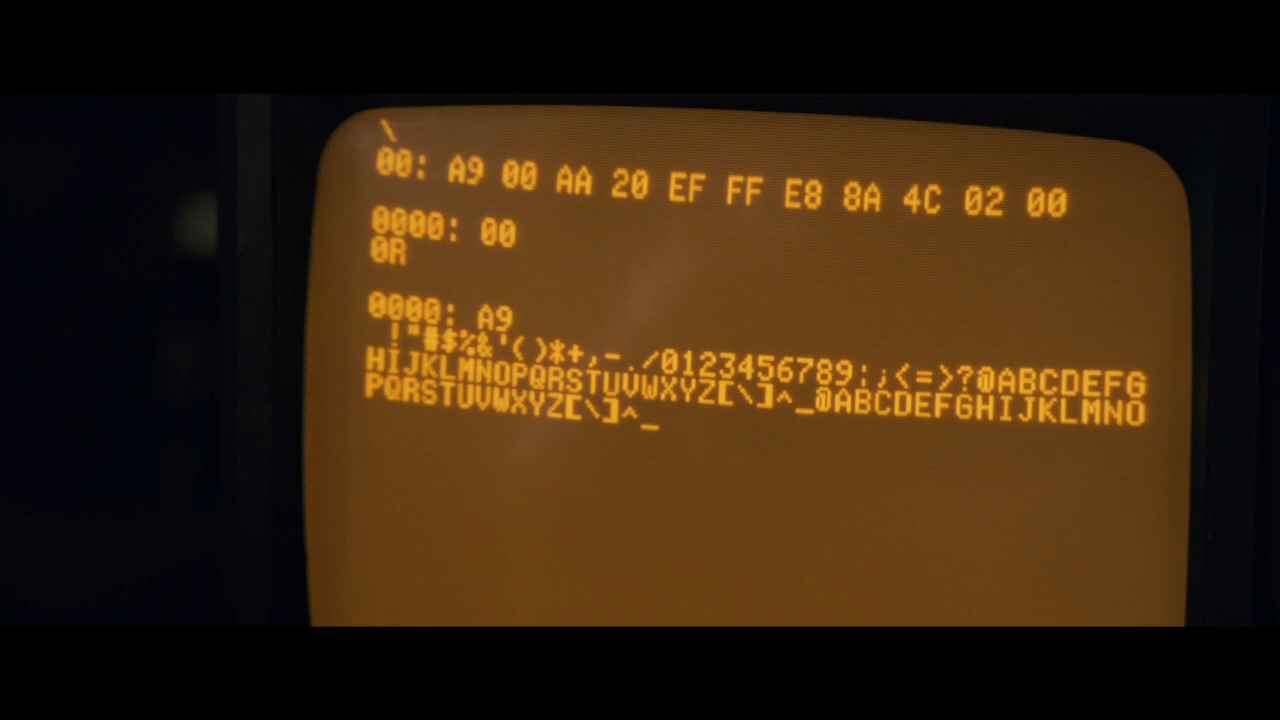 \
00: A9 00 AA 20 EF FF E8 8A 4C 02 00
0000: 00
0R
0000: A9
 !"#$%&'()*+,-./0123456789:;<=>?@ABCDEFG
HIJKLMNOPQRSTUVWXYZ[\]^_@ABCDEFGHIJKLMNO
PQRSTUVWXYZ[\]^_